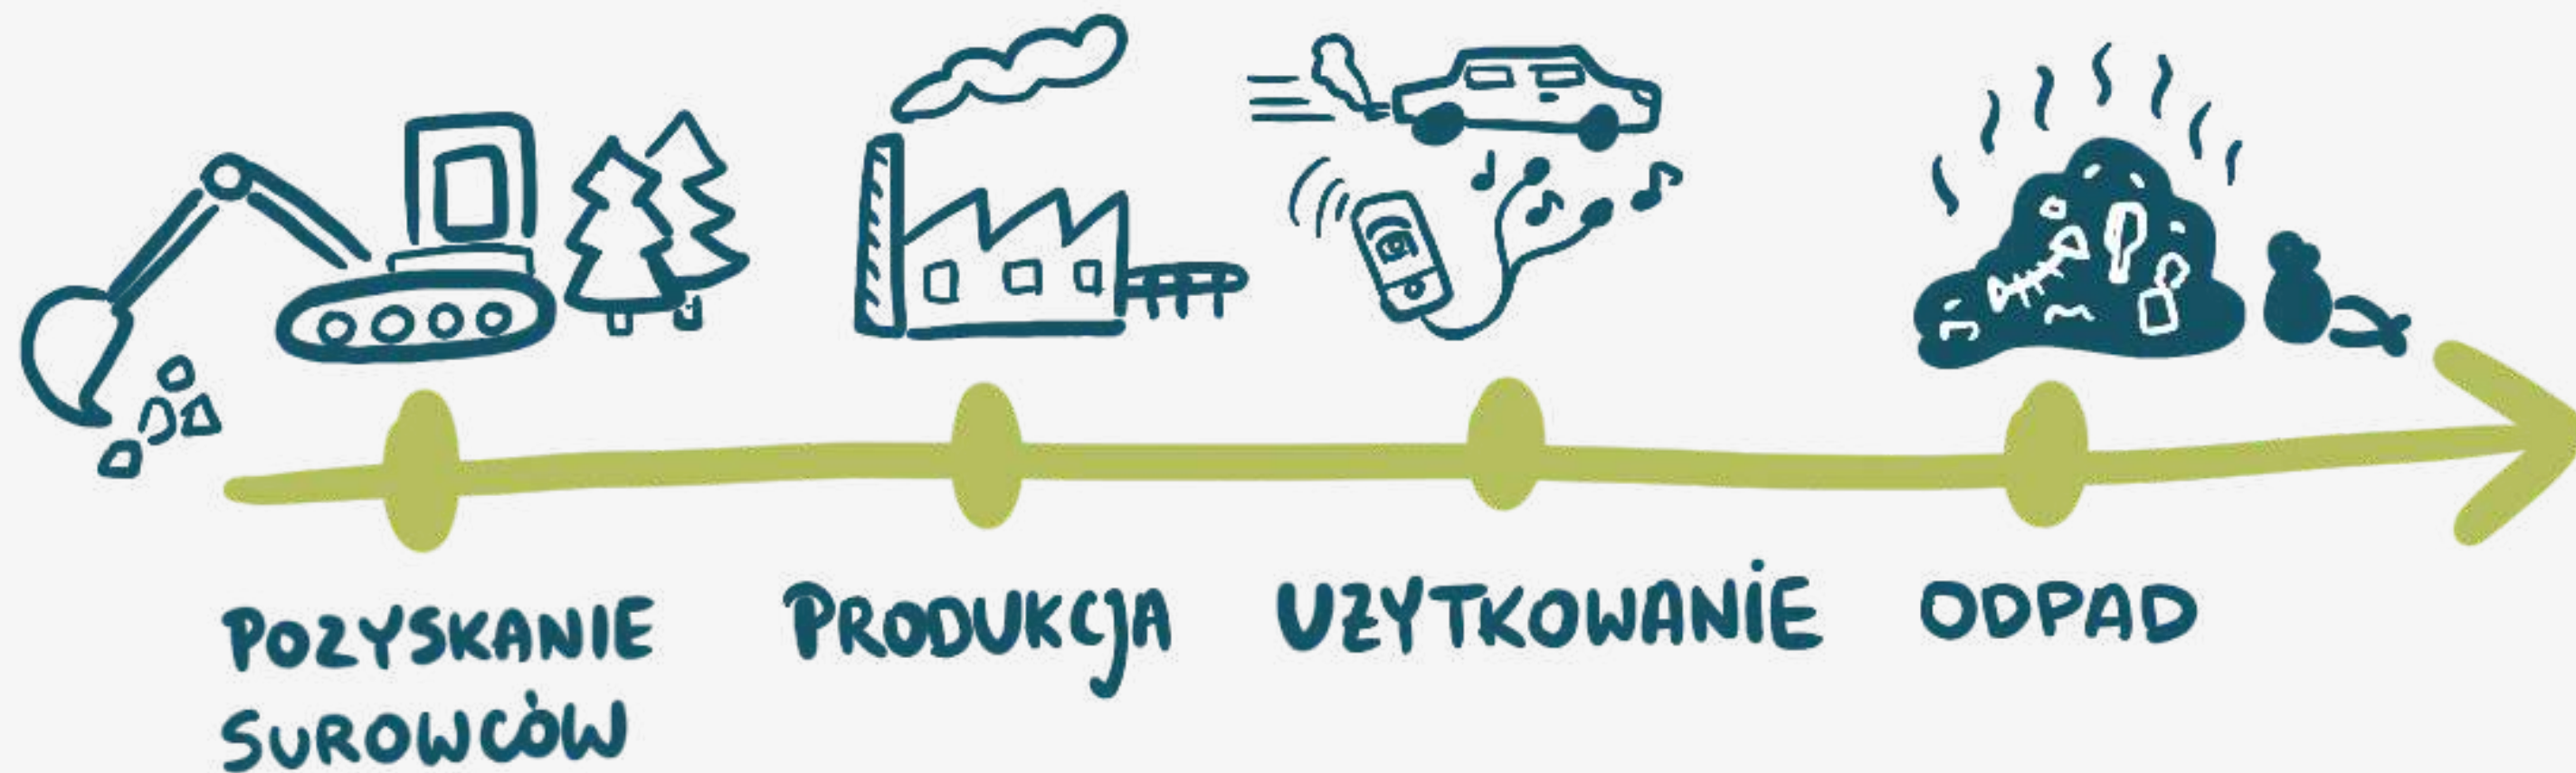 POZYSKANIE
SUROWCÓW
PRODUKCJA
UŻYTKOWANIE
ODPAD